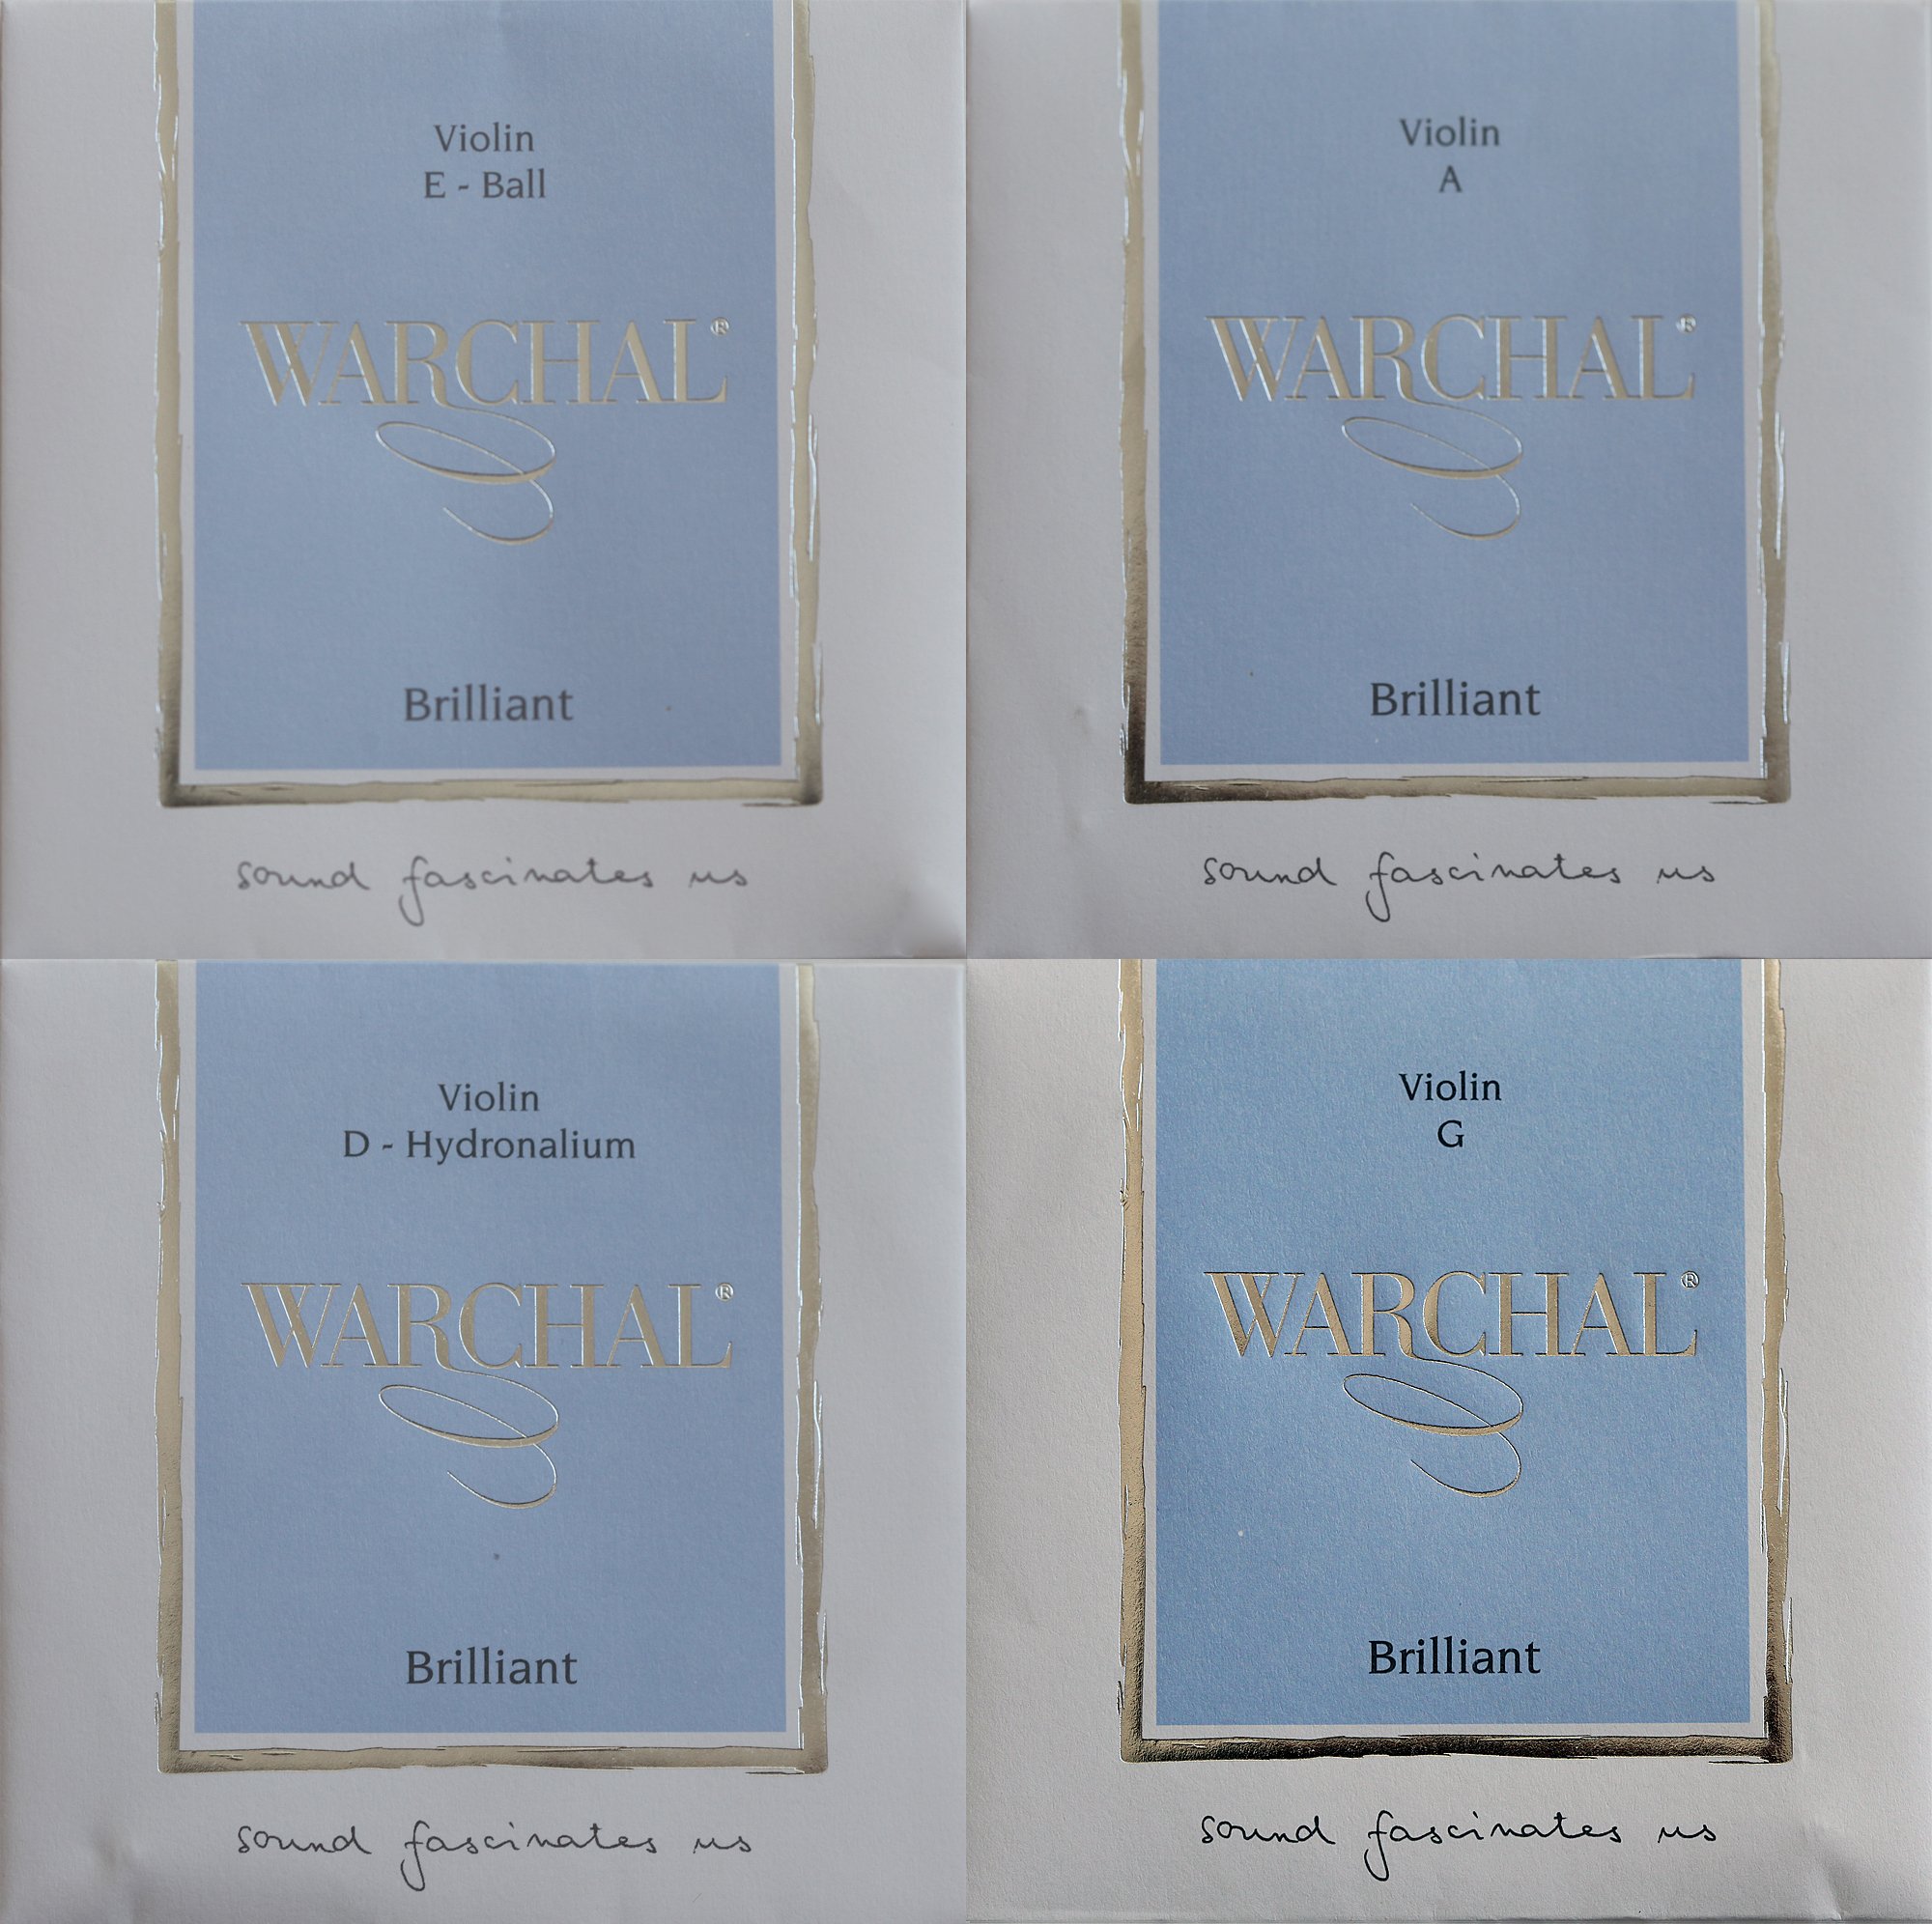 Violin
E - Ball
WARCHAL®
Brilliant
sound fascinates us
Violin
A
WARCHAL®
Brilliant
sound fascinates us
Violin
D - Hydronalium
WARCHAL®
Brilliant
sound fascinates us
Violin
G
WARCHAL®
Brilliant
sound fascinates us